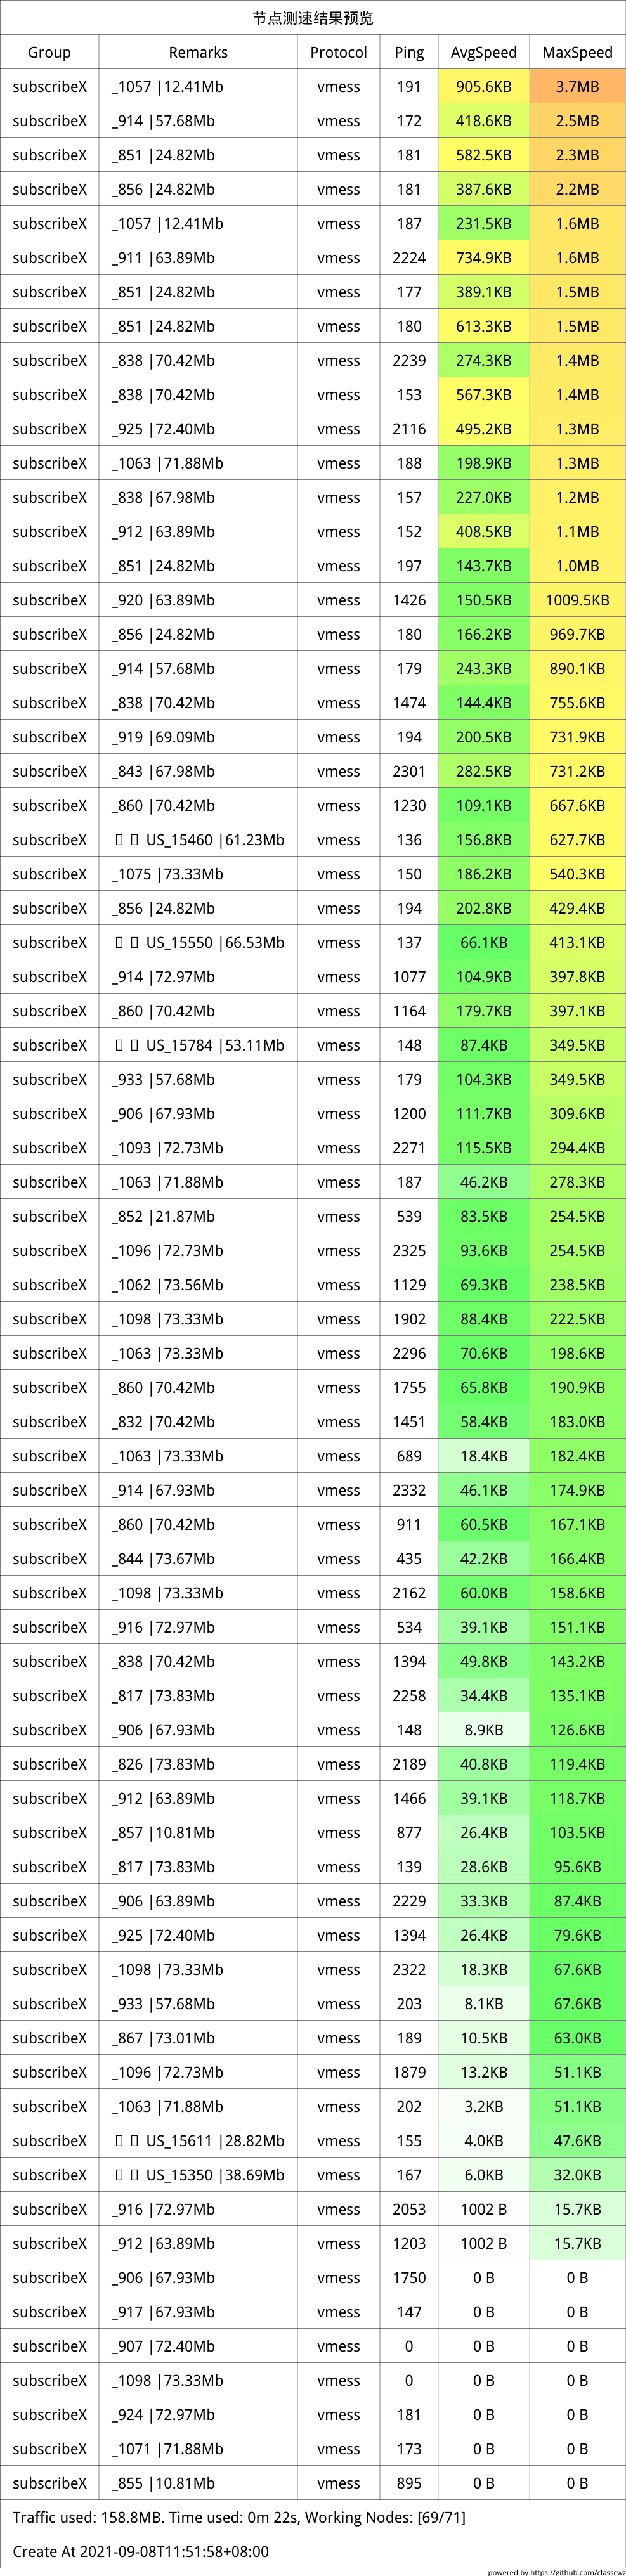 节点测速结果预览
Group Remarks Protocol Ping AvgSpeed MaxSpeed
subscribeX _1057 |12.41Mb vmess 191 905.6KB 3.7MB
subscribeX _914 |57.68Mb vmess 172 418.6KB 2.5MB
subscribeX _851 |24.82Mb vmess 181 582.5KB 2.3MB
subscribeX _856 |24.82Mb vmess 181 387.6KB 2.2MB
subscribeX _1057 |12.41Mb vmess 187 231.5KB 1.6MB
subscribeX _911 |63.89Mb vmess 2224 734.9KB 1.6MB
subscribeX _851 |24.82Mb vmess 177 389.1KB 1.5MB
subscribeX _851 |24.82Mb vmess 180 613.3KB 1.5MB
subscribeX _838 |70.42Mb vmess 2239 274.3KB 1.4MB
subscribeX _838 |70.42Mb vmess 153 567.3KB 1.4MB
subscribeX _925 |72.40Mb vmess 2116 495.2KB 1.3MB
subscribeX _1063 |71.88Mb vmess 188 198.9KB 1.3MB
subscribeX _838 |67.98Mb vmess 157 227.0KB 1.2MB
subscribeX _912 |63.89Mb vmess 152 408.5KB 1.1MB
subscribeX _851 |24.82Mb vmess 197 143.7KB 1.0MB
subscribeX _920 |63.89Mb vmess 1426 150.5KB 1009.5KB
subscribeX _856 |24.82Mb vmess 180 166.2KB 969.7KB
subscribeX _914 |57.68Mb vmess 179 243.3KB 890.1KB
subscribeX _838 |70.42Mb vmess 1474 144.4KB 755.6KB
subscribeX _919 |69.09Mb vmess 194 200.5KB 731.9KB
subscribeX _843 |67.98Mb vmess 2301 282.5KB 731.2KB
subscribeX _860 |70.42Mb vmess 1230 109.1KB 667.6KB
subscribeX US_15460 |61.23Mb vmess 136 156.8KB 627.7KB
subscribeX _1075 |73.33Mb vmess 150 186.2KB 540.3KB
subscribeX _856 |24.82Mb vmess 194 202.8KB 429.4KB
subscribeX US_15550 |66.53Mb vmess 137 66.1KB 413.1KB
subscribeX _914 |72.97Mb vmess 1077 104.9KB 397.8KB
subscribeX _860 |70.42Mb vmess 1164 179.7KB 397.1KB
subscribeX US_15784 |53.11Mb vmess 148 87.4KB 349.5KB
subscribeX _933 |57.68Mb vmess 179 104.3KB 349.5KB
subscribeX _906 |67.93Mb vmess 1200 111.7KB 309.6KB
subscribeX _1093 |72.73Mb vmess 2271 115.5KB 294.4KB
subscribeX _1063 |71.88Mb vmess 187 46.2KB 278.3KB
subscribeX _852 |21.87Mb vmess 539 83.5KB 254.5KB
subscribeX _1096 |72.73Mb vmess 2325 93.6KB 254.5KB
subscribeX _1062 |73.56Mb vmess 1129 69.3KB 238.5KB
subscribeX _1098 |73.33Mb vmess 1902 88.4KB 222.5KB
subscribeX _1063 |73.33Mb vmess 2296 70.6KB 198.6KB
subscribeX _860 |70.42Mb vmess 1755 65.8KB 190.9KB
subscribeX _832 |70.42Mb vmess 1451 58.4KB 183.0KB
subscribeX _1063 |73.33Mb vmess 689 18.4KB 182.4KB
subscribeX _914 |67.93Mb vmess 2332 46.1KB 174.9KB
subscribeX _860 |70.42Mb vmess 911 60.5KB 167.1KB
subscribeX _844 |73.67Mb vmess 435 42.2KB 166.4KB
subscribeX _1098 |73.33Mb vmess 2162 60.0KB 158.6KB
subscribeX _916 |72.97Mb vmess 534 39.1KB 151.1KB
subscribeX _838 |70.42Mb vmess 1394 49.8KB 143.2KB
subscribeX _817 |73.83Mb vmess 2258 34.4KB 135.1KB
subscribeX _906 |67.93Mb vmess 148 8.9KB 126.6KB
subscribeX _826 |73.83Mb vmess 2189 40.8KB 119.4KB
subscribeX _912 |63.89Mb vmess 1466 39.1KB 118.7KB
subscribeX _857 |10.81Mb vmess 877 26.4KB 103.5KB
subscribeX _817 |73.83Mb vmess 139 28.6KB 95.6KB
subscribeX _906 |63.89Mb vmess 2229 33.3KB 87.4KB
subscribeX _925 |72.40Mb vmess 1394 26.4KB 79.6KB
subscribeX _1098 |73.33Mb vmess 2322 18.3KB 67.6KB
subscribeX _933 |57.68Mb vmess 203 8.1KB 67.6KB
subscribeX _867 |73.01Mb vmess 189 10.5KB 63.0KB
subscribeX _1096 |72.73Mb vmess 1879 13.2KB 51.1KB
subscribeX _1063 |71.88Mb vmess 202 3.2KB 51.1KB
subscribeX US_15611 |28.82Mb vmess 155 4.0KB 47.6KB
subscribeX US_15350 |38.69Mb vmess 167 6.0KB 32.0KB
subscribeX _916 |72.97Mb vmess 2053 1002 B 15.7KB
subscribeX _912 |63.89Mb vmess 1203 1002 B 15.7KB
subscribeX _906 |67.93Mb vmess 1750 0 B 0 B
subscribeX _917 |67.93Mb vmess 147 0 B 0 B
subscribeX _907 |72.40Mb vmess 0 0 B 0 B
subscribeX _1098 |73.33Mb vmess 0 0 B 0 B
subscribeX _924 |72.97Mb vmess 181 0 B 0 B
subscribeX _1071 |71.88Mb vmess 173 0 B 0 B
subscribeX _855 |10.81Mb vmess 895 0 B 0 B
Traffic used: 158.8MB. Time used: 0m 22s, Working Nodes: [69/71]
Create At 2021-09-08T11:51:58+08:00
powered by https://github.com/classcwz